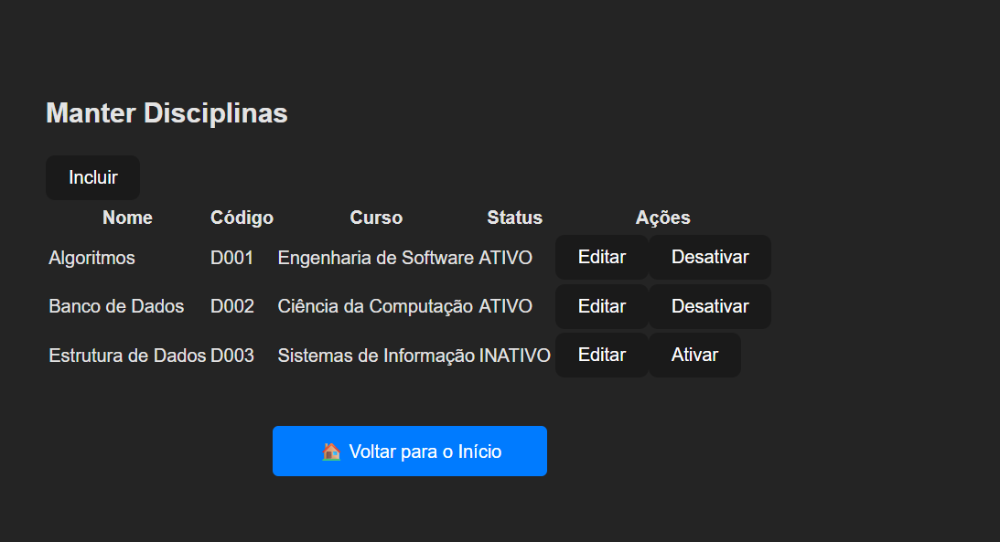 Manter Disciplinas
Incluir
Nome Código Curso Status Ações
Algoritmos D001 Engenharia de Software ATIVO Editar Desativar
Banco de Dados D002 Ciência da Computação ATIVO Editar Desativar
Estrutura de Dados D003 Sistemas de Informação INATIVO Editar Ativar
🏠 Voltar para o Início